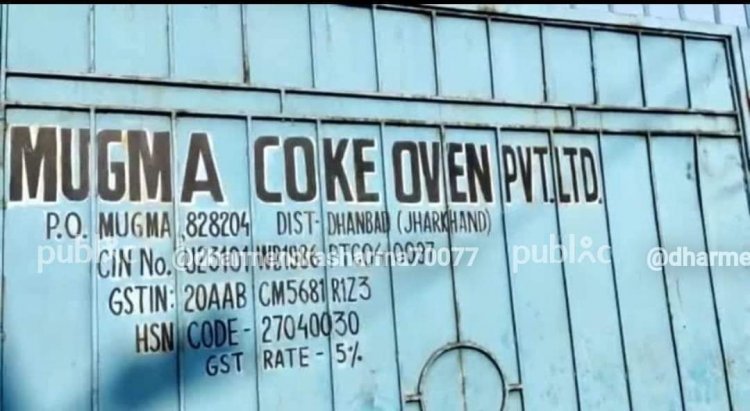 MUGMA COKE OVEN PVT.LTD.
P.O. MUGMA 828204 DIST- DHANBAD (JHARKHAND)
CIN No.
GSTIN: 20AAB CM5681 R1Z3
HSN CODE - 27040030
GST RATE - 5%
public
public